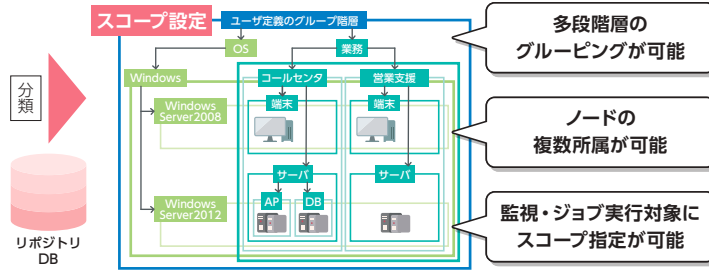 スコープ設定
ユーザ定義のグループ階層
OS
業務
Windows
コールセンタ
営業支援
Windows
Server2008
端末
端末
サーバ
サーバ
Windows
Server2012
AP
DB
分類
リポジトリ
DB
多段階層の
グルーピングが可能
ノードの
複数所属が可能
監視・ジョブ実行対象に
スコープ指定が可能